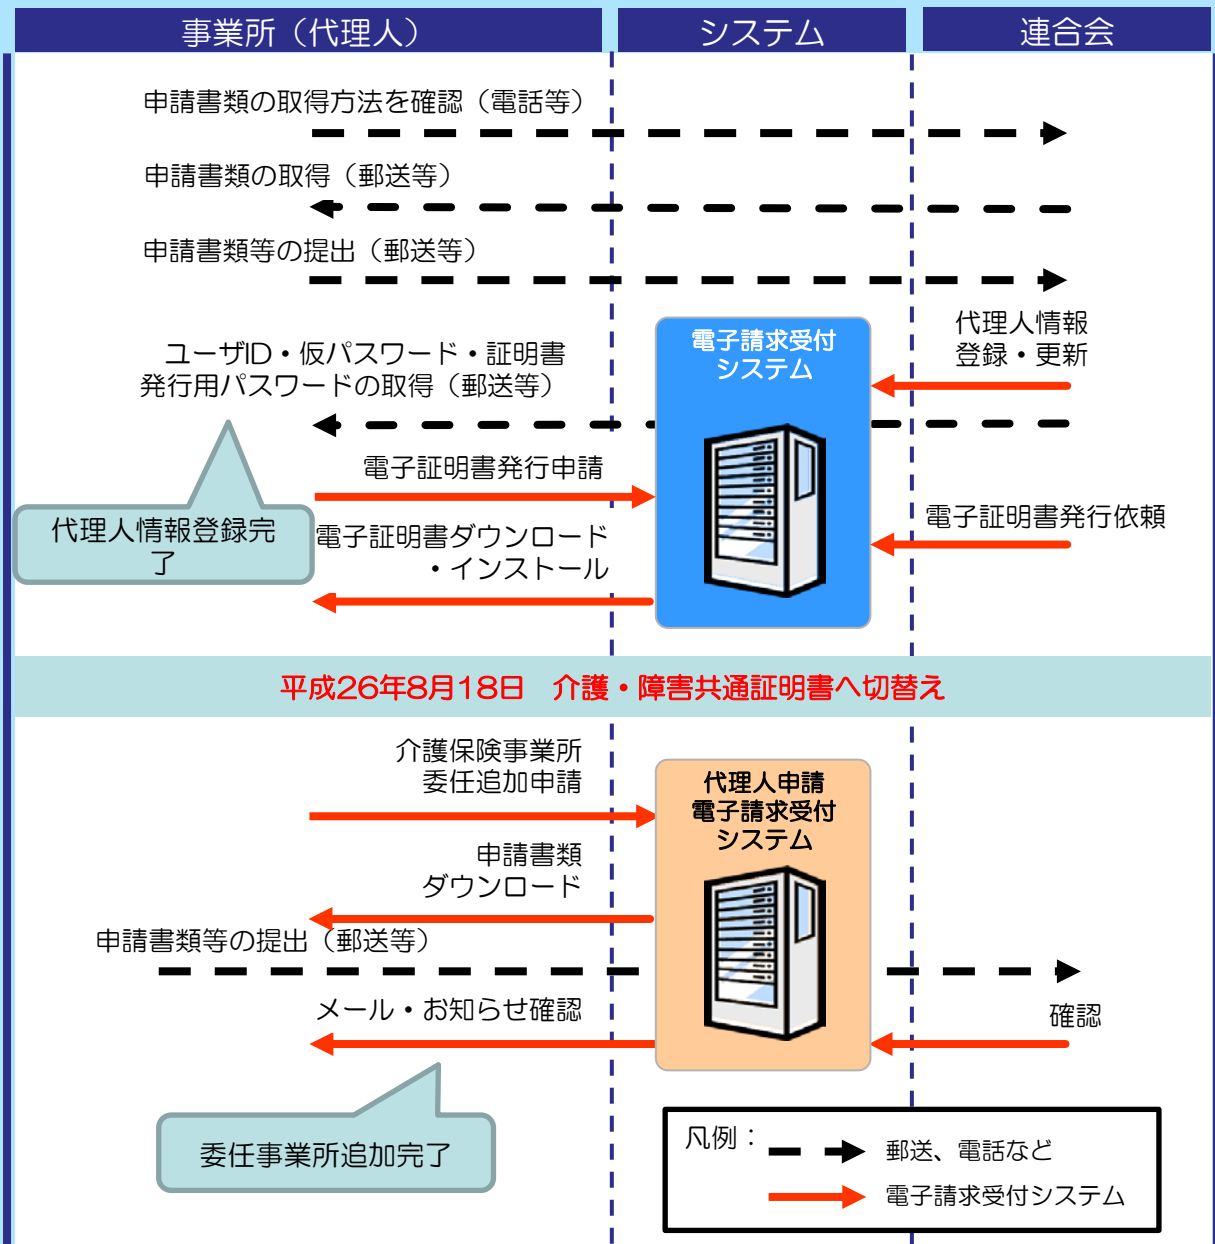 事業所（代理人）
システム
連合会
申請書類の取得方法を確認（電話等）
申請書類の取得（郵送等）
申請書類等の提出（郵送等）
代理人情報
登録・更新
電子請求受付
システム
ユーザID・仮パスワード・証明書
発行用パスワードの取得（郵送等）
電子証明書発行申請
代理人情報登録完
了
電子証明書発行依頼
電子証明書ダウンロード
・インストール
平成26年8月18日　介護・障害共通証明書へ切替え
介護保険事業所
委任追加申請
代理人申請
電子請求受付
システム
申請書類
ダウンロード
申請書類等の提出（郵送等）
メール・お知らせ確認
確認
委任事業所追加完了
凡例：
郵送、電話など
電子請求受付システム